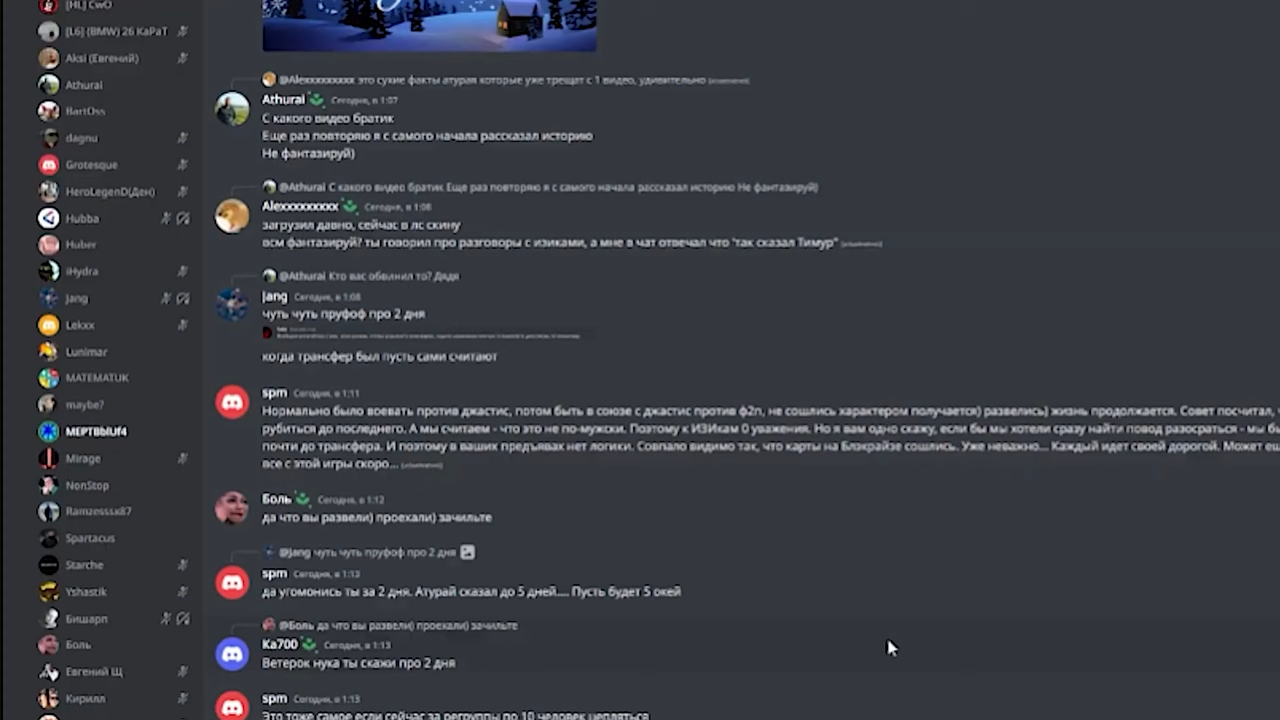 [HL] CwO
[L6] (BMW) 26 KaPaT
Aksi (Евгений)
Athurai
BartOss
dagnu
Grotesque
HeroLegenD(Ден)
Hubba
Huber
iHydra
Jang
Lekxx
Lunimar
MATEMATUK
maybe?
МЕРТВЫЙ4
Mirage
NonStop
Ramzesssx87
Spartacus
Starche
Yshastik
Бишарп
Боль
Евгений Щ
Кирилл
@Alexxxxxxxxx это сухие факты атурая которые уже трещат с 1 видео, удивительно (изменено)
Athurai Сегодня, в 1:07
С какого видео братик
Еще раз повторяю я с самого начала рассказал историю
Не фантазируй)
@Athurai С какого видео братик Еще раз повторяю я с самого начала рассказал историю Не фантазируй)
Alexxxxxxxxx Сегодня, в 1:08
загрузил давно, сейчас в лс скину
всм фантазируй? ты говорил про разговоры с изиками, а мне в чат отвечал что "так сказал Тимур" (изменено)
@Athurai Кто вас обвинил то? Дядя
Jang Сегодня, в 1:08
чуть чуть пруфоф про 2 дня
когда трансфер был пусть сами считают
spm Сегодня, в 1:11
Нормально было воевать против джастис, потом быть в союзе с джастис против ф2п, не сошлись характером получается) развелись) жизнь продолжается. Совет посчитал,
рубиться до последнего. А мы считаем - что это не по-мужски. Поэтому к ИЗИкам 0 уважения. Но я вам одно скажу, если бы мы хотели сразу найти повод разосраться - мы
почти до трансфера. И поэтому в ваших предъявах нет логики. Совпало видимо так, что карты на Блэкрайзе сошлись. Уже неважно... Каждый идет своей дорогой. Может
все с этой игры скоро... (изменено)
Боль Сегодня, в 1:12
да что вы развели) проехали) зачильте
@Jang чуть чуть пруфоф про 2 дня
spm Сегодня, в 1:13
да угомонись ты за 2 дня. Атурай сказал до 5 дней.... Пусть будет 5 окей
@Боль да что вы развели) проехали) зачильте
Ka700 Сегодня, в 1:13
Ветерок нука ты скажи про 2 дня
spm Сегодня, в 1:13
Это тоже самое если сейчас за регруппы по 10 человек цепляться